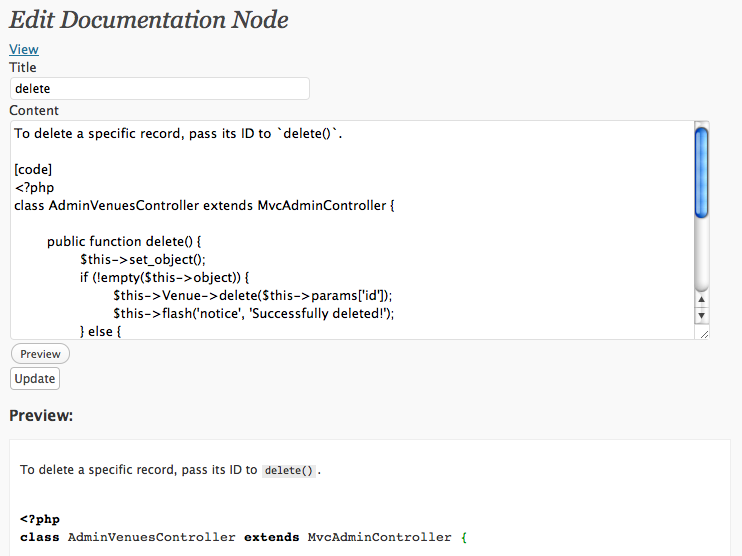 Edit Documentation Node
View
Title
delete
Content
To delete a specific record, pass its ID to `delete()`.
[code]
<?php
class AdminVenuesController extends MvcAdminController {
public function delete() {
$this->set_object();
if (!empty($this->object)) {
$this->Venue->delete($this->params['id']);
$this->flash('notice', 'Successfully deleted!');
} else {
Preview
Update
Preview:
To delete a specific record, pass its ID to delete().
<?php
class AdminVenuesController extends MvcAdminController {